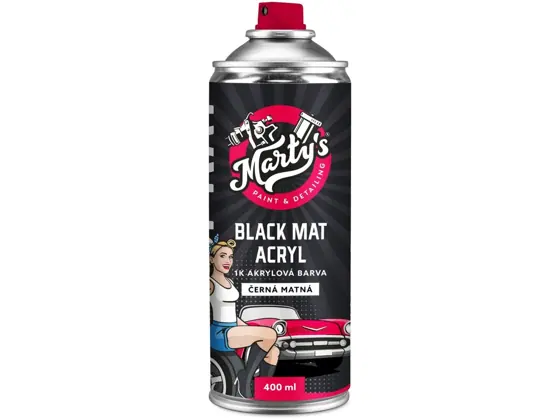 Marty's
PAINT & DETAILING
BLACK MAT
ACRYL
1K AKRYLOVÁ BARVA
ČERNÁ MATNÁ
400 ml